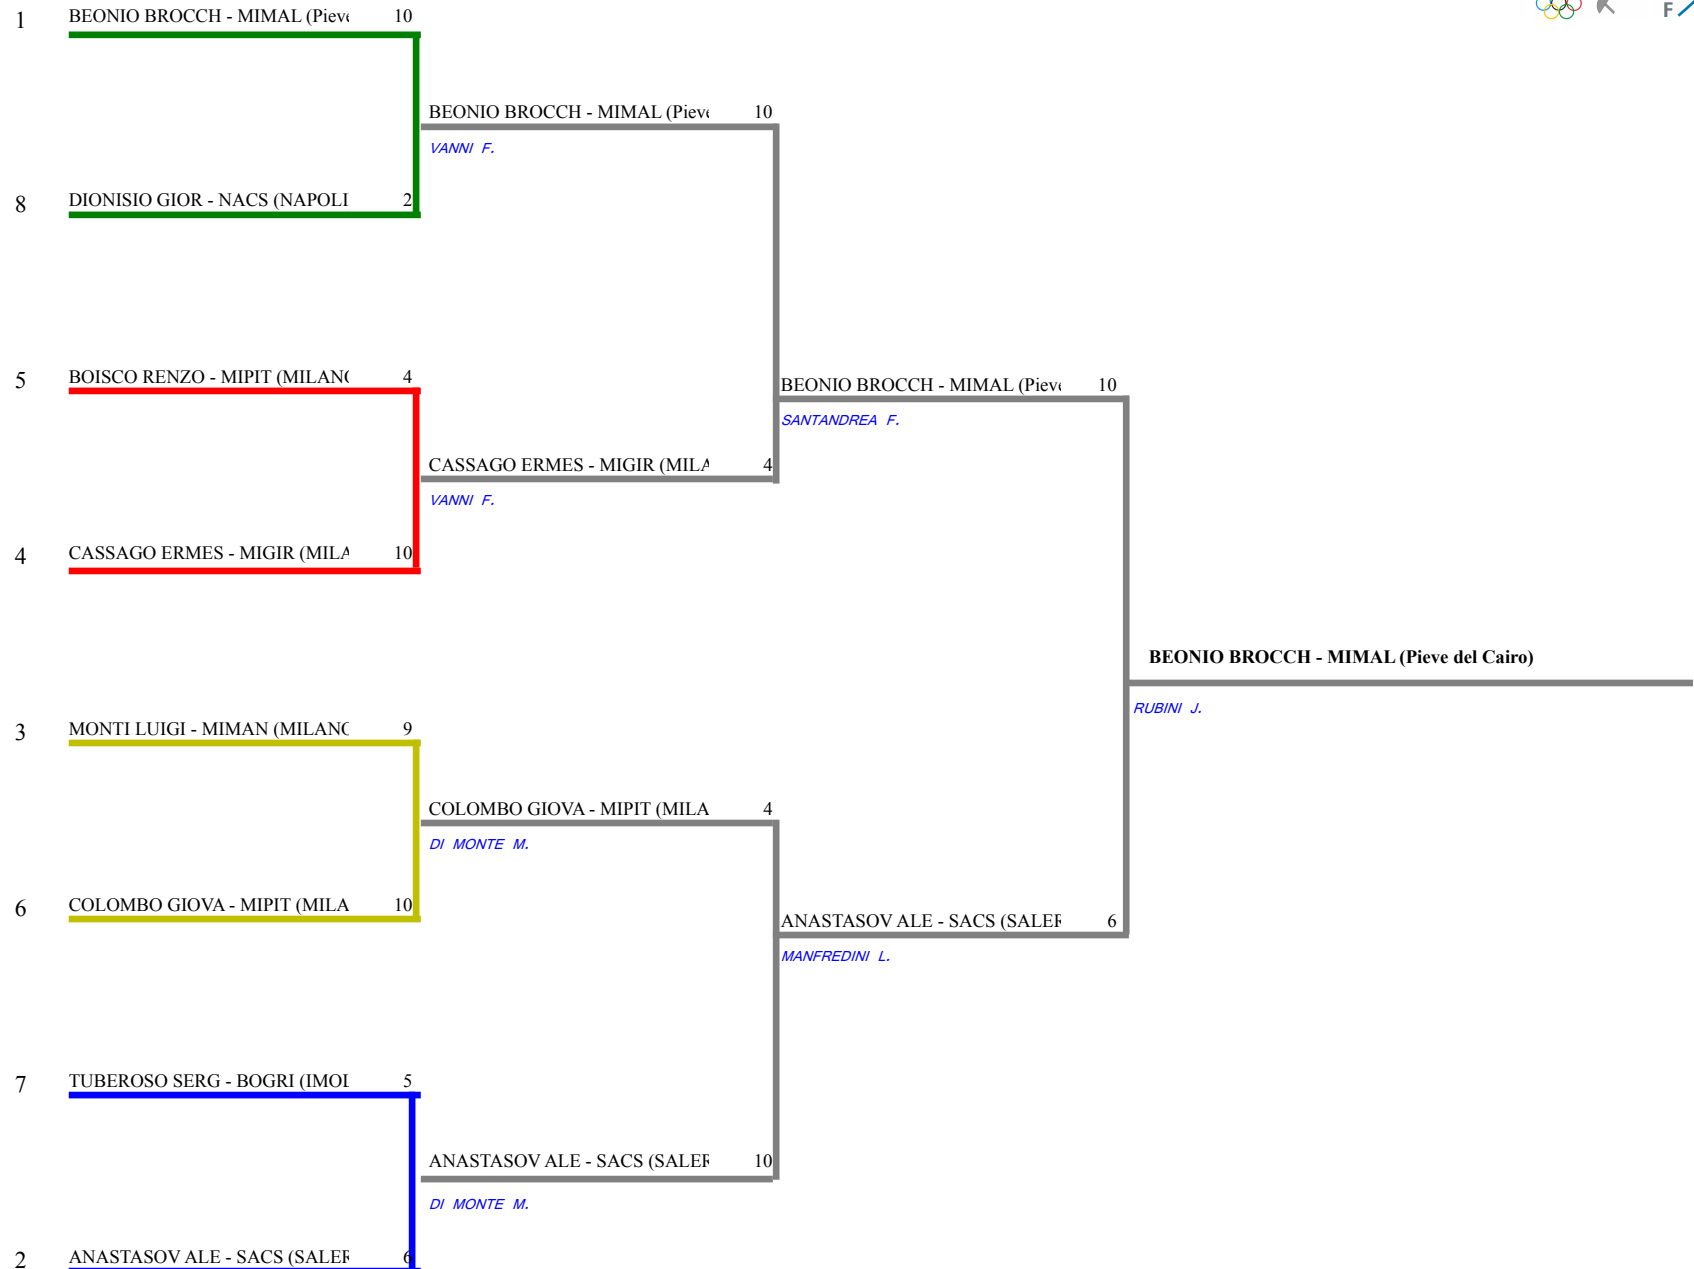 1 BEONIO BROCCH - MIMAL (Pieve 10
F
BEONIO BROCCH - MIMAL (Pieve 10
VANNI F.
8 DIONISIO GIOR - NACS (NAPOLI 2
5 BOISCO RENZO - MIPIT (MILANO 4
BEONIO BROCCH - MIMAL (Pieve 10
SANTANDREA F.
CASSAGO ERMES - MIGIR (MILA 4
VANNI F.
4 CASSAGO ERMES - MIGIR (MILA 10
BEONIO BROCCH - MIMAL (Pieve del Cairo)
RUBINI J.
3 MONTI LUIGI - MIMAN (MILANO 9
COLOMBO GIOVA - MIPIT (MILA 4
DI MONTE M.
6 COLOMBO GIOVA - MIPIT (MILA 10
ANASTASOV ALE - SACS (SALER 6
MANFREDINI L.
7 TUBEROSO SERG - BOGRI (IMOL 5
ANASTASOV ALE - SACS (SALER 10
DI MONTE M.
2 ANASTASOV ALE - SACS (SALER 6